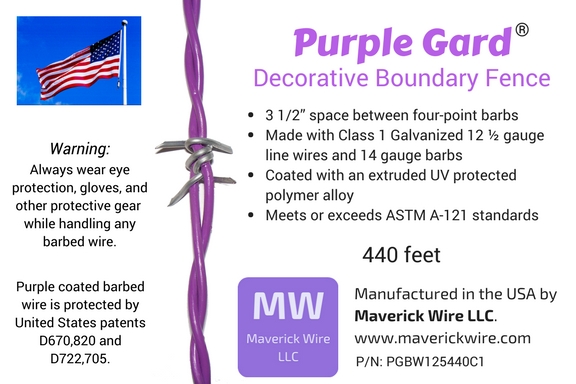 Purple Gard®
Decorative Boundary Fence
• 3 1/2" space between four-point barbs
• Made with Class 1 Galvanized 12 ½ gauge
line wires and 14 gauge barbs
• Coated with an extruded UV protected
polymer alloy
• Meets or exceeds ASTM A-121 standards
440 feet
Warning:
Always wear eye
protection, gloves, and
other protective gear
while handling any
barbed wire.
Purple coated barbed
wire is protected by
United States patents
D670,820 and
D722,705.
MW
Maverick Wire
LLC
Manufactured in the USA by
Maverick Wire LLC.
www.maverickwire.com
P/N: PGBW125440C1